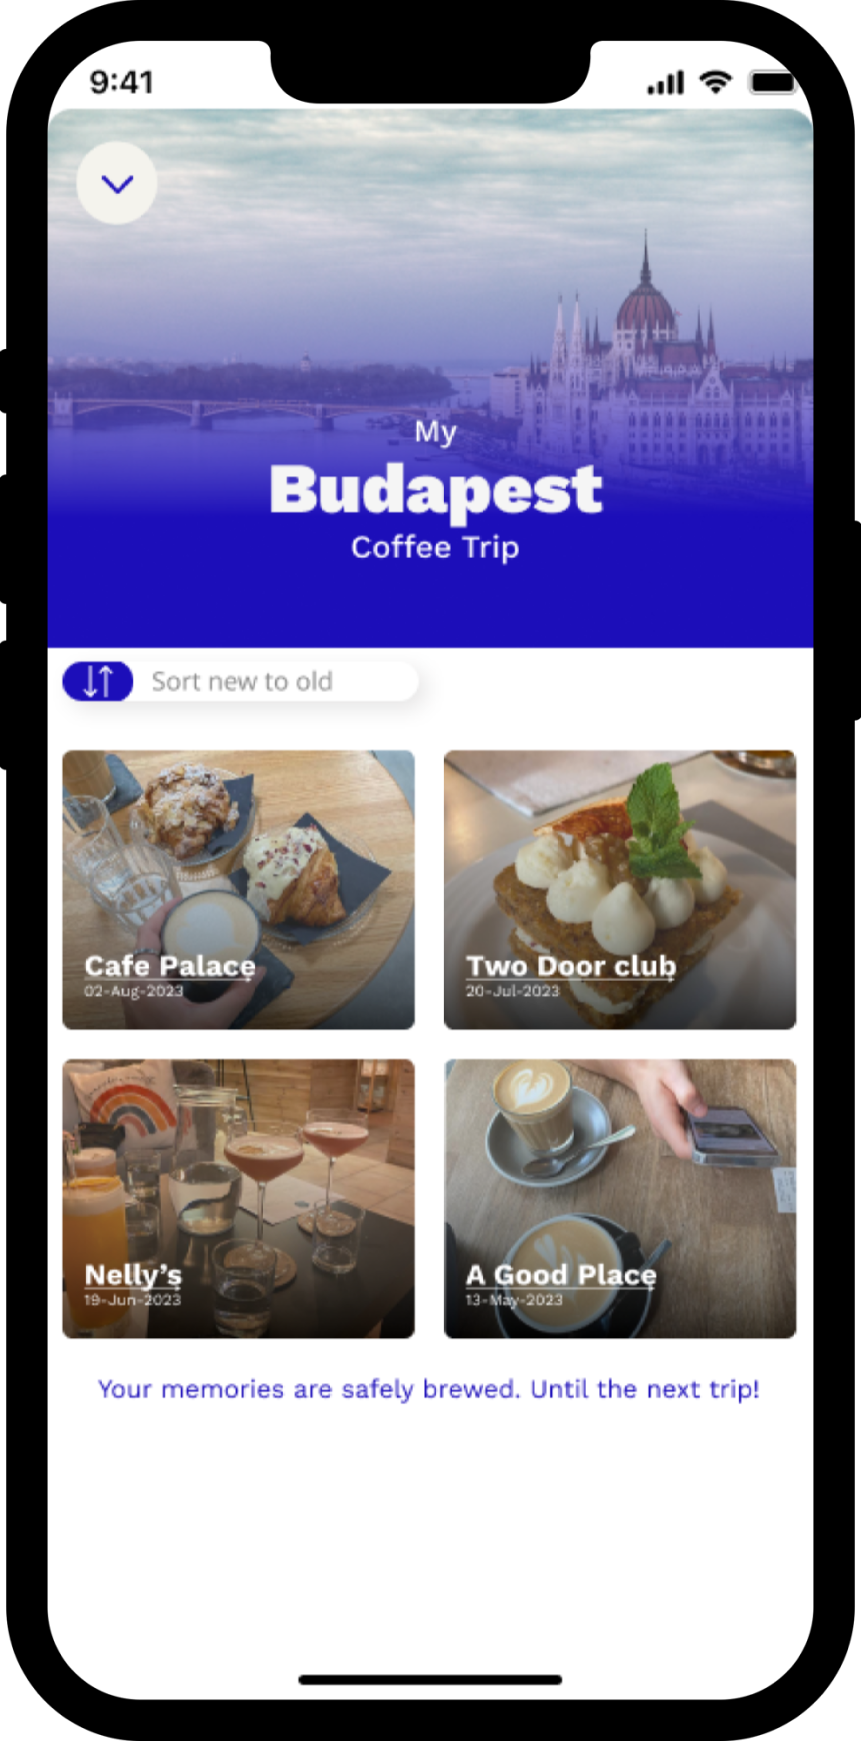 9:41
My
Budapest
Coffee Trip
Sort new to old
Cafe Palace
02-Aug-2023
Two Door club
20-Jul-2023
Nelly’s
19-Jun-2023
A Good Place
13-May-2023
Your memories are safely brewed. Until the next trip!